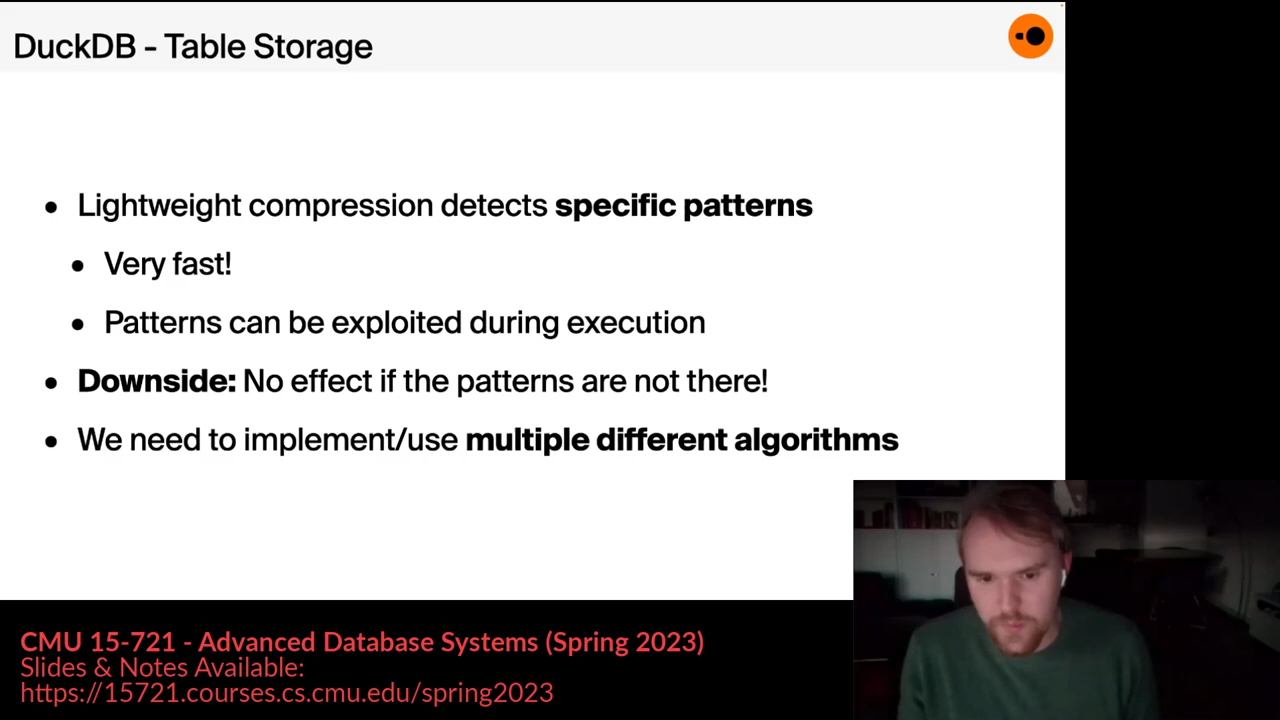 DuckDB - Table Storage
• Lightweight compression detects specific patterns
• Very fast!
• Patterns can be exploited during execution
• Downside: No effect if the patterns are not there!
• We need to implement/use multiple different algorithms
CMU 15-721 - Advanced Database Systems (Spring 2023)
Slides & Notes Available:
https://15721.courses.cs.cmu.edu/spring2023